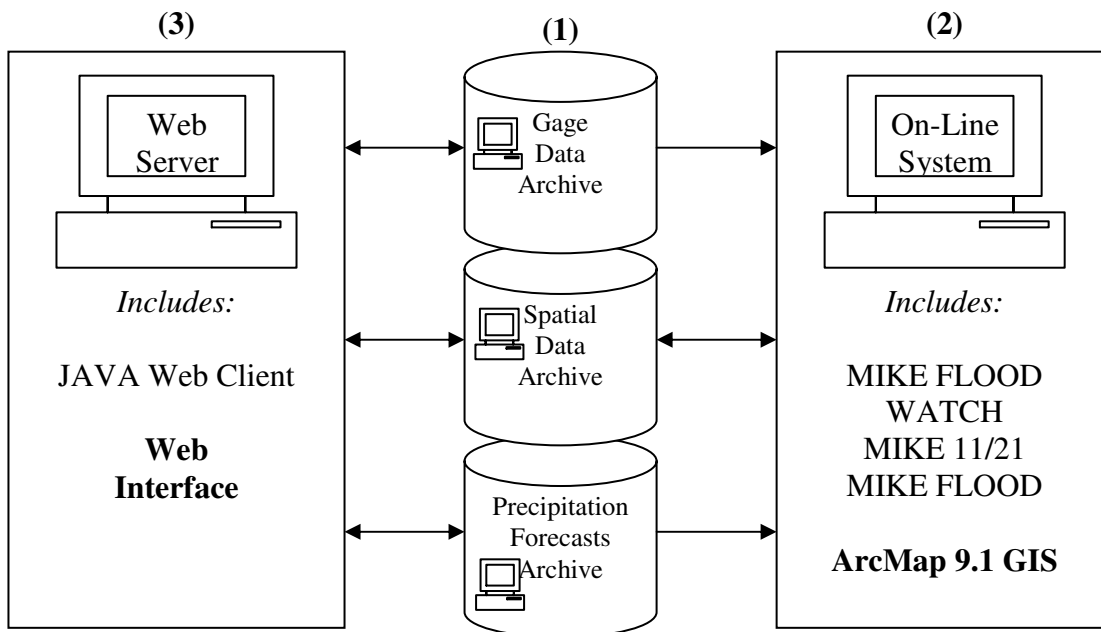 (3)
(1)
(2)
Web
Server
Includes:
JAVA Web Client
Web
Interface
Gage
Data
Archive
Spatial
Data
Archive
Precipitation
Forecasts
Archive
On-Line
System
Includes:
MIKE FLOOD
WATCH
MIKE 11/21
MIKE FLOOD
ArcMap 9.1 GIS